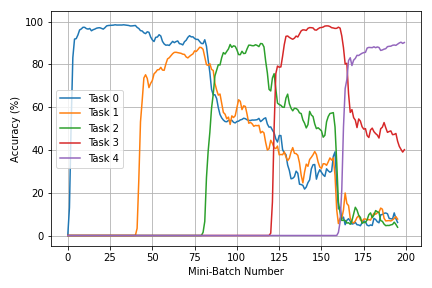 100
80
60
40
20
0
Accuracy (%)
Task 0
Task 1
Task 2
Task 3
Task 4
0 25 50 75 100 125 150 175 200
Mini-Batch Number